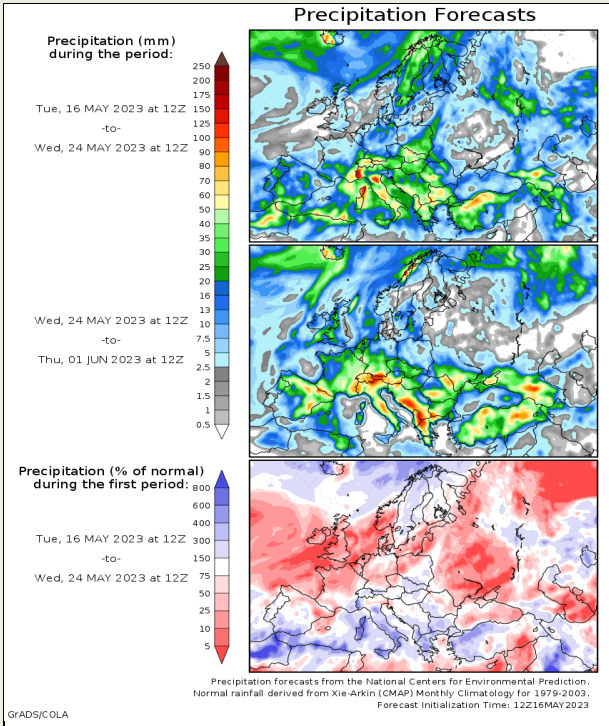 Precipitation Forecasts
Precipitation (mm)
during the period:
Tue, 16 MAY 2023 at 12Z
-to-
Wed, 24 MAY 2023 at 12Z
250
200
175
150
125
100
90
80
70
60
50
40
35
30
25
20
16
13
10
7.5
5
2.5
2
1.5
1
0.5
Wed, 24 MAY 2023 at 12Z
-to-
Thu, 01 JUN 2023 at 12Z
Precipitation (% of normal)
during the first period:
Tue, 16 MAY 2023 at 12Z
-to-
Wed, 24 MAY 2023 at 12Z
800
600
400
300
150
75
50
25
10
5
Precipitation forecasts from the National Centers for Environmental Prediction.
Normal rainfall derived from Xie-Arkin (CMAP) Monthly Climatology for 1979-2003.
Forecast Initialization Time: 12Z16MAY2023
GrADS/COLA